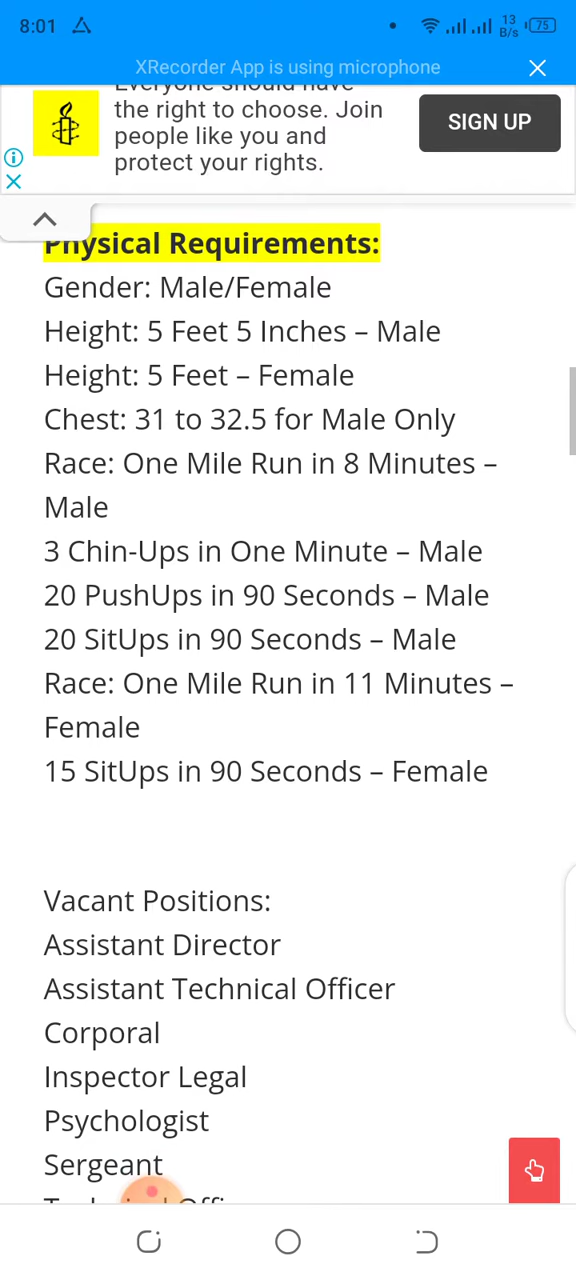 8:01
13
B/s
75
XRecorder App is using microphone
Everyone should have
the right to choose. Join
people like you and
protect your rights.
SIGN UP
Physical Requirements:
Gender: Male/Female
Height: 5 Feet 5 Inches – Male
Height: 5 Feet – Female
Chest: 31 to 32.5 for Male Only
Race: One Mile Run in 8 Minutes –
Male
3 Chin-Ups in One Minute – Male
20 PushUps in 90 Seconds – Male
20 SitUps in 90 Seconds – Male
Race: One Mile Run in 11 Minutes –
Female
15 SitUps in 90 Seconds – Female
Vacant Positions:
Assistant Director
Assistant Technical Officer
Corporal
Inspector Legal
Psychologist
Sergeant